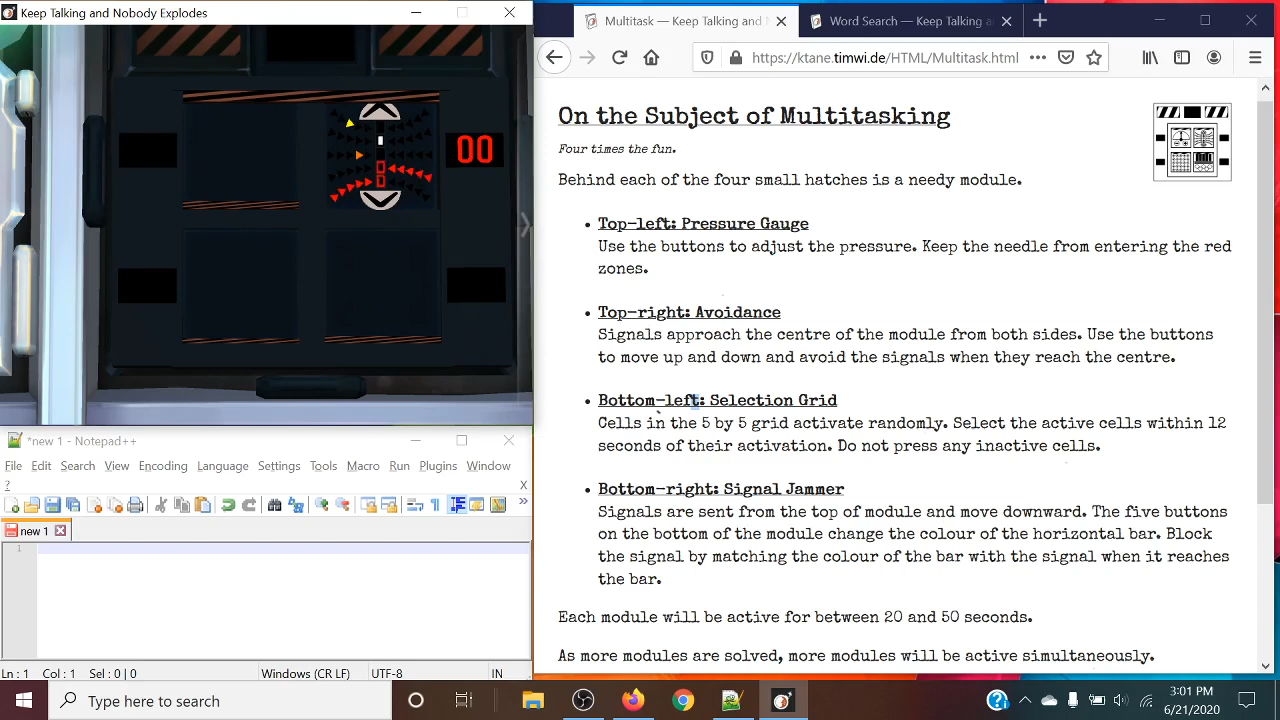 Keep Talking and Nobody Explodes
00
*new 1 - Notepad++
File Edit Search View Encoding Language Settings Tools Macro Run Plugins Window
? X
new 1
1
Ln : 1 Col : 1 Sel : 0 | 0 Windows (CR LF) UTF-8 IN
Multitask — Keep Talking and
Word Search — Keep Talking a
https://ktane.timwi.de/HTML/Multitask.html
On the Subject of Multitasking
Four times the fun.
Behind each of the four small hatches is a needy module.
• Top-left: Pressure Gauge
Use the buttons to adjust the pressure. Keep the needle from entering the red
zones.
• Top-right: Avoidance
Signals approach the centre of the module from both sides. Use the buttons
to move up and down and avoid the signals when they reach the centre.
• Bottom-left: Selection Grid
Cells in the 5 by 5 grid activate randomly. Select the active cells within 12
seconds of their activation. Do not press any inactive cells.
• Bottom-right: Signal Jammer
Signals are sent from the top of module and move downward. The five buttons
on the bottom of the module change the colour of the horizontal bar. Block
the signal by matching the colour of the bar with the signal when it reaches
the bar.
Each module will be active for between 20 and 50 seconds.
As more modules are solved, more modules will be active simultaneously.
Type here to search
3:01 PM
6/21/2020